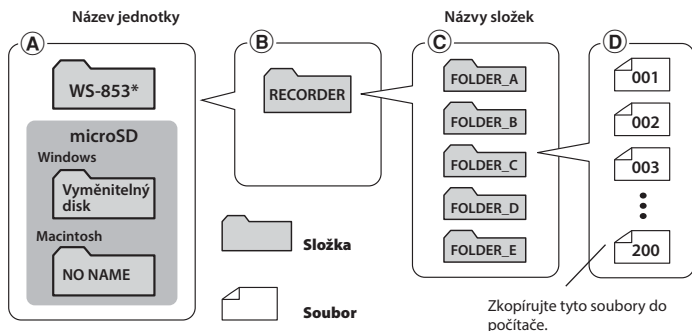 Název jednotky
Názvy složek
A
B
C
D
WS-853*
microSD
Windows
Vyměnitelný
disk
Macintosh
NO NAME
RECORDER
Složka
Soubor
FOLDER_A
FOLDER_B
FOLDER_C
FOLDER_D
FOLDER_E
001
002
003
200
Zkopírujte tyto soubory do
počítače.